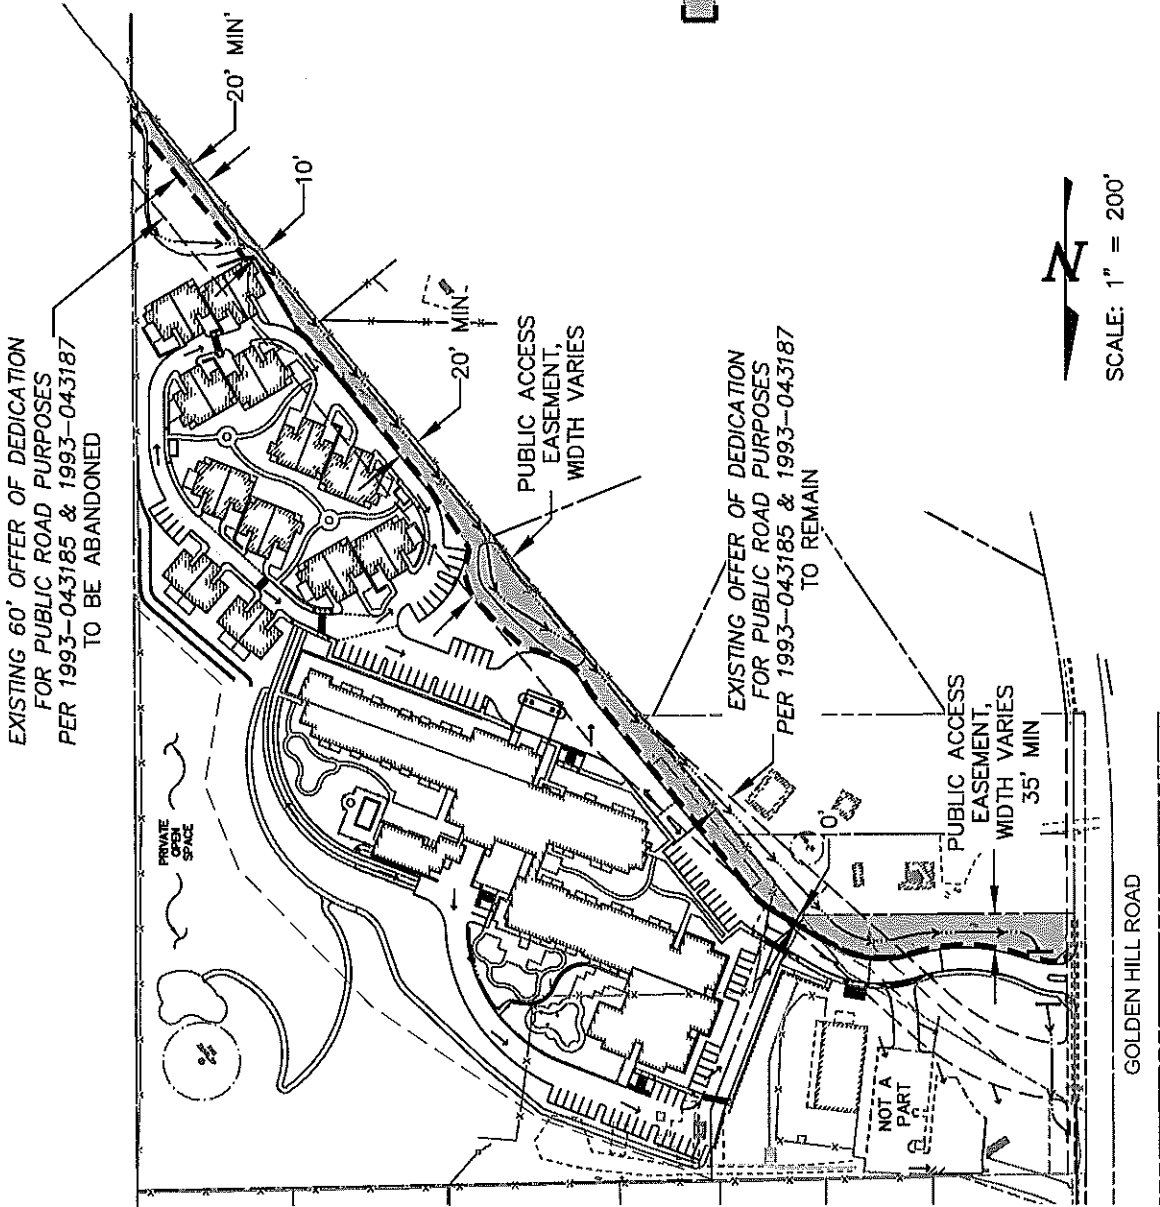 EXISTING 60' OFFER OF DEDICATION
FOR PUBLIC ROAD PURPOSES
PER 1993-043185 & 1993-043187
TO BE ABANDONED
20' MIN'
10'
20' MIN.
PUBLIC ACCESS
EASEMENT,
WIDTH VARIES
EXISTING OFFER OF DEDICATION
FOR PUBLIC ROAD PURPOSES
PER 1993-043185 & 1993-043187
TO REMAIN
0'
PUBLIC ACCESS
EASEMENT,
WIDTH VARIES
35' MIN
PRIVATE
OPEN
SPACE
NOT A
PART
GOLDEN HILL ROAD
N
SCALE: 1" = 200'